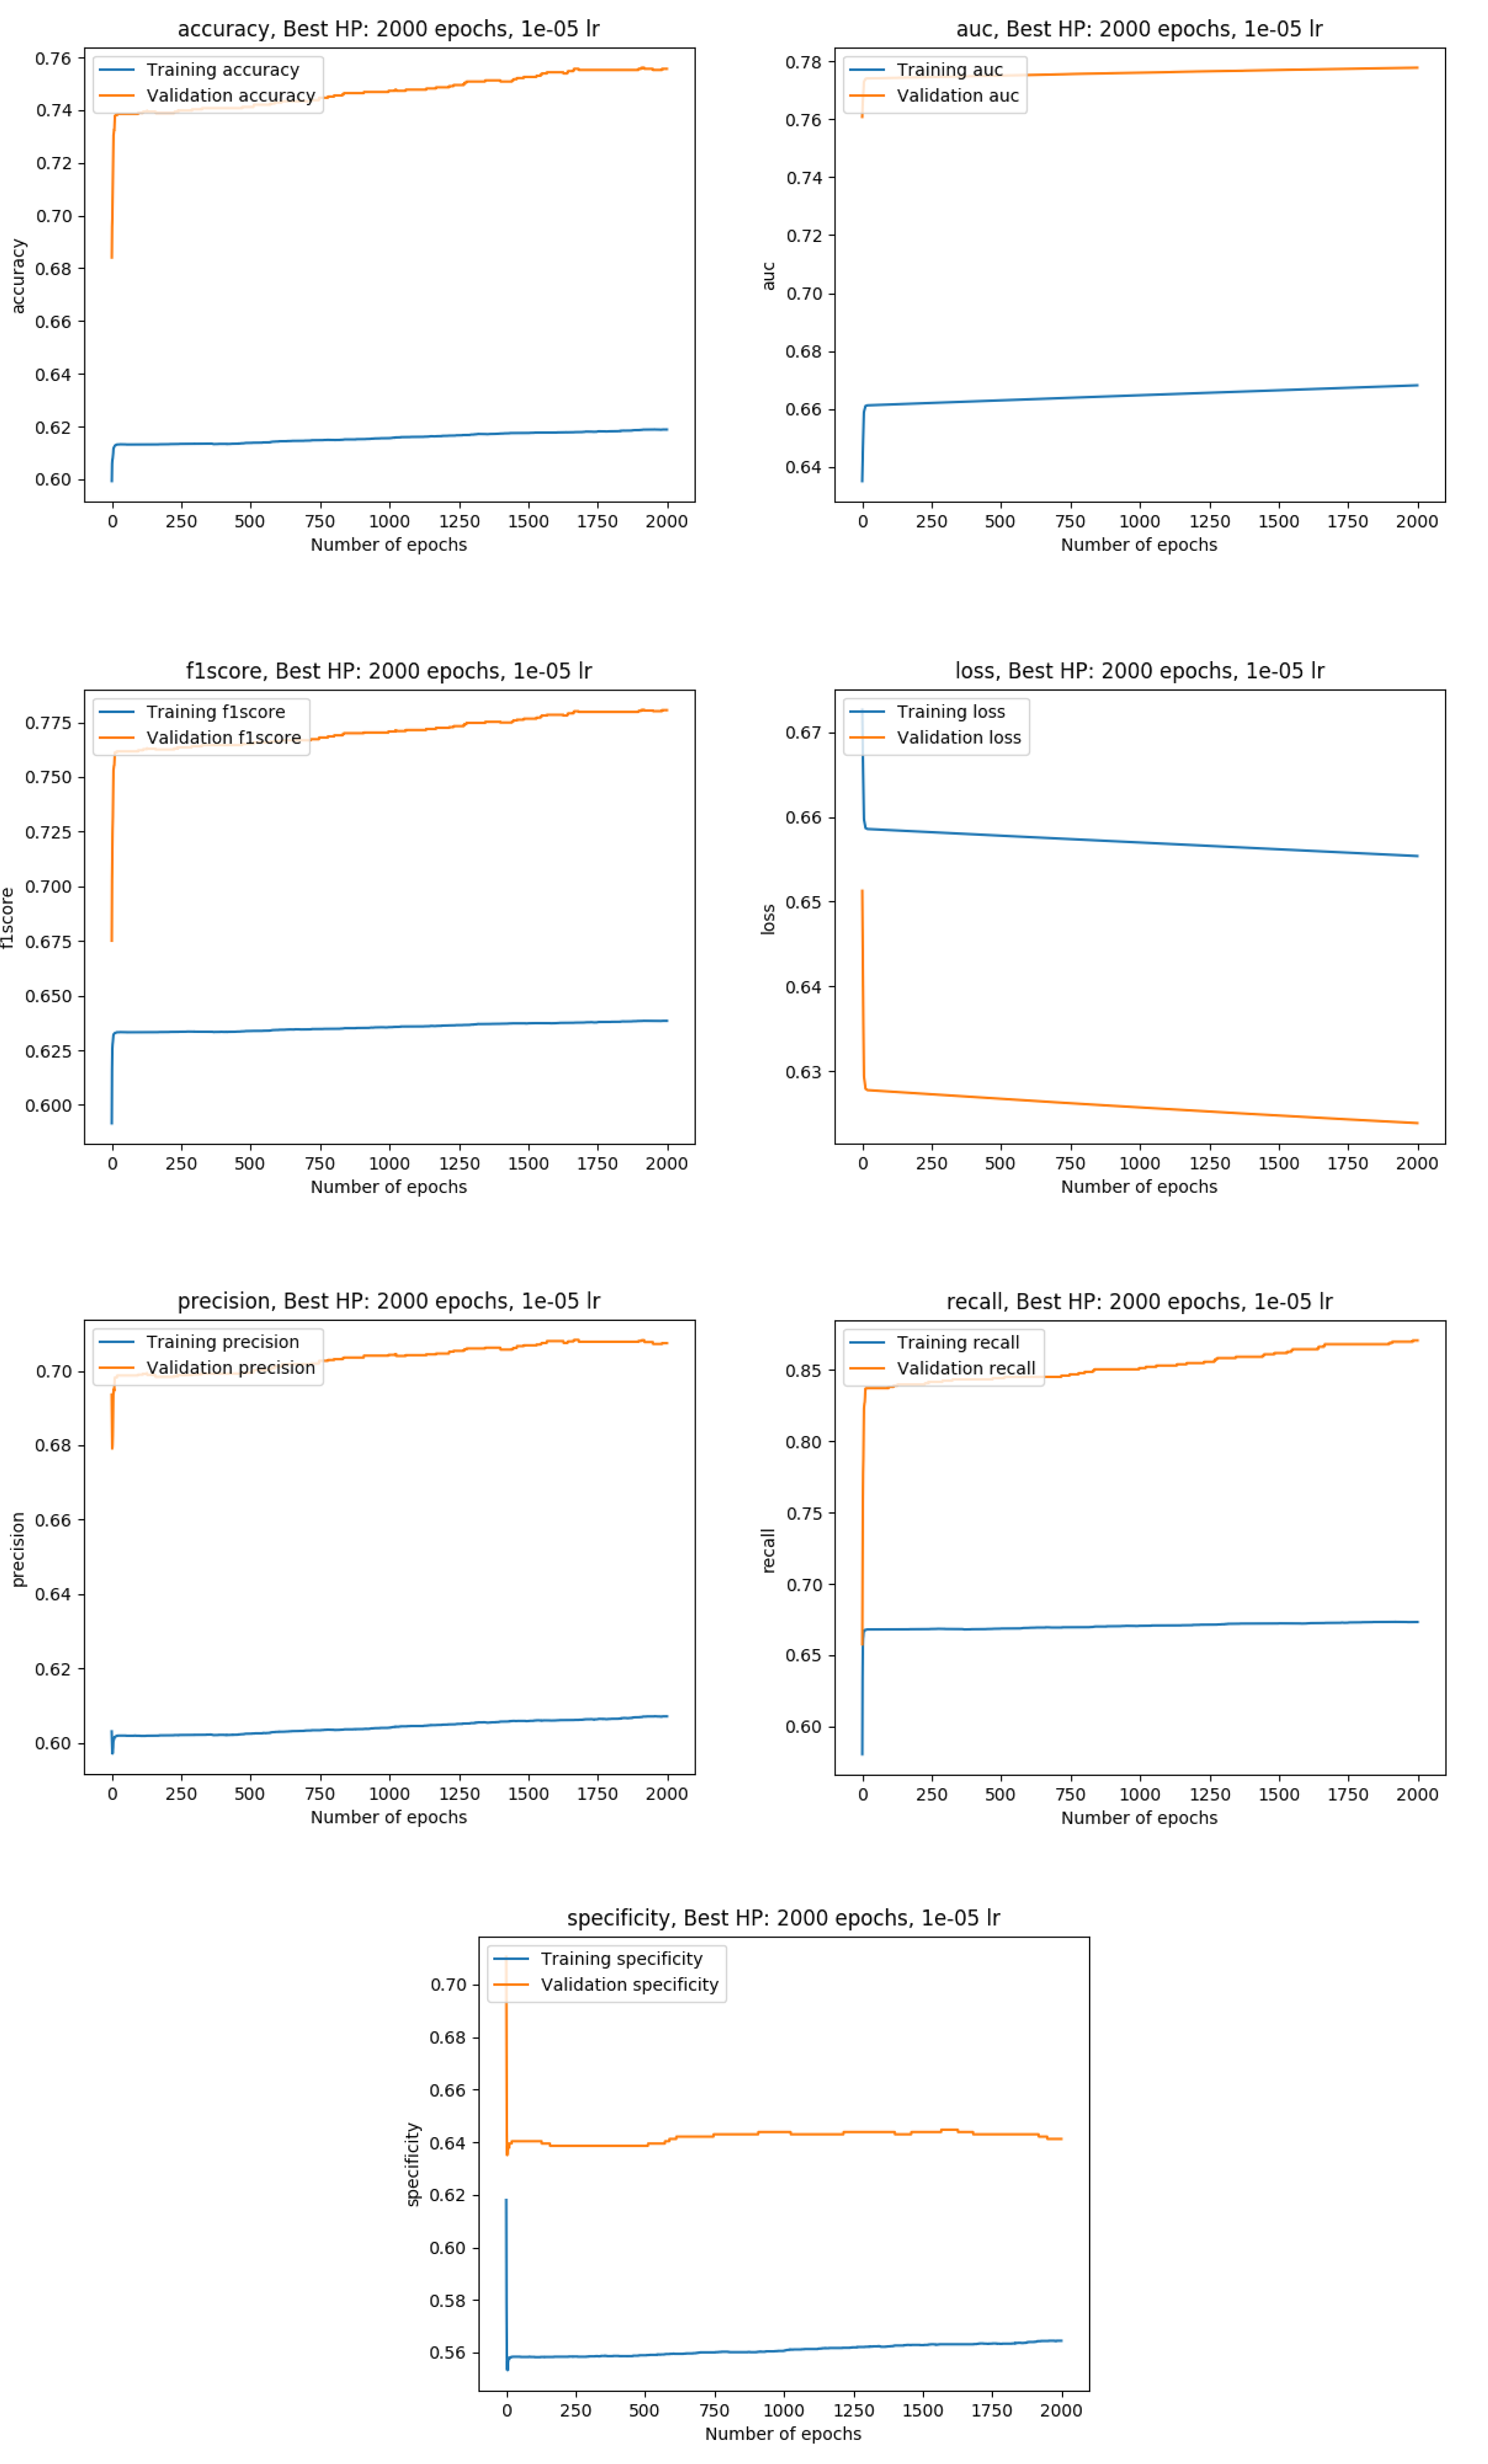 accuracy, Best HP: 2000 epochs, 1e-05 lr
Training accuracy
Validation accuracy
0.76
0.74
0.72
0.70
0.68
0.66
0.64
0.62
0.60
accuracy
0 250 500 750 1000 1250 1500 1750 2000
Number of epochs
auc, Best HP: 2000 epochs, 1e-05 lr
Training auc
Validation auc
0.78
0.76
0.74
0.72
0.70
0.68
0.66
0.64
auc
0 250 500 750 1000 1250 1500 1750 2000
Number of epochs
f1score, Best HP: 2000 epochs, 1e-05 lr
Training f1score
Validation f1score
0.775
0.750
0.725
0.700
0.675
0.650
0.625
0.600
f1score
0 250 500 750 1000 1250 1500 1750 2000
Number of epochs
loss, Best HP: 2000 epochs, 1e-05 lr
Training loss
Validation loss
0.67
0.66
0.65
0.64
0.63
loss
0 250 500 750 1000 1250 1500 1750 2000
Number of epochs
precision, Best HP: 2000 epochs, 1e-05 lr
Training precision
Validation precision
0.70
0.68
0.66
0.64
0.62
0.60
precision
0 250 500 750 1000 1250 1500 1750 2000
Number of epochs
recall, Best HP: 2000 epochs, 1e-05 lr
Training recall
Validation recall
0.85
0.80
0.75
0.70
0.65
0.60
recall
0 250 500 750 1000 1250 1500 1750 2000
Number of epochs
specificity, Best HP: 2000 epochs, 1e-05 lr
Training specificity
Validation specificity
0.70
0.68
0.66
0.64
0.62
0.60
0.58
0.56
specificity
0 250 500 750 1000 1250 1500 1750 2000
Number of epochs